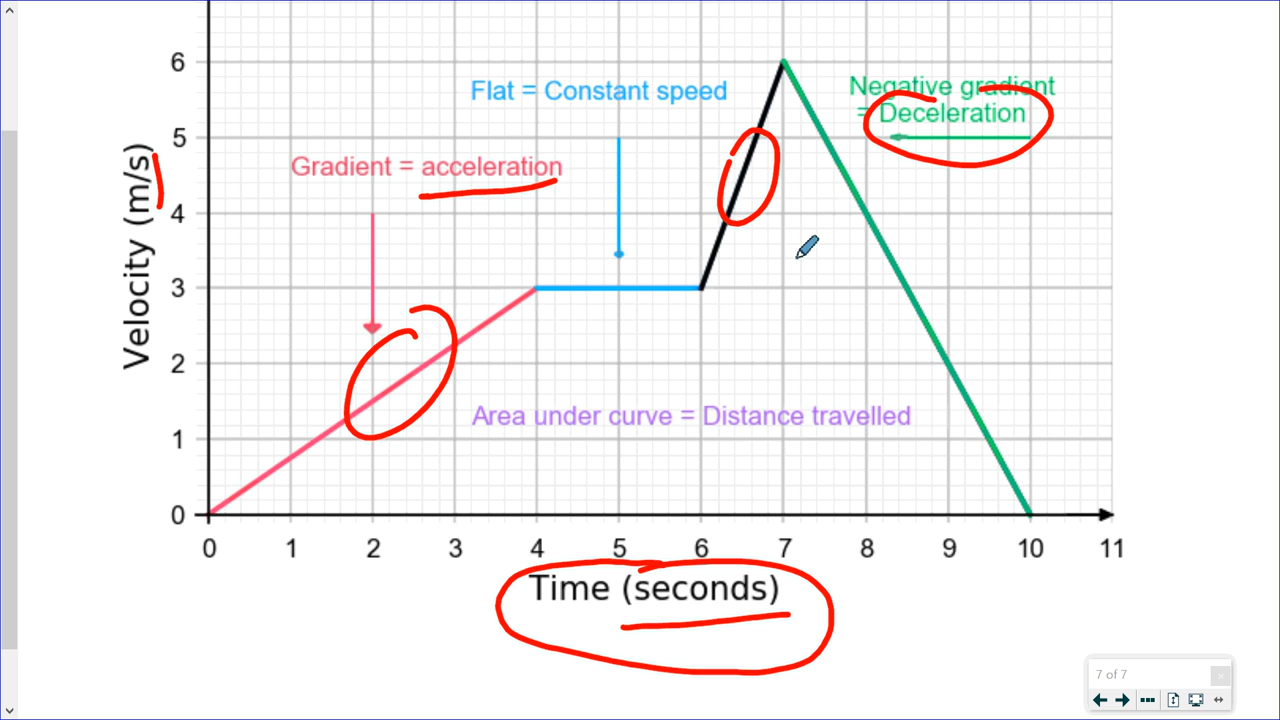 6
5
4
3
2
1
0
Velocity (m/s)
Flat = Constant speed
Negative gradient
= Deceleration
Gradient = acceleration
Area under curve = Distance travelled
0 1 2 3 4 5 6 7 8 9 10 11
Time (seconds)
7 of 7